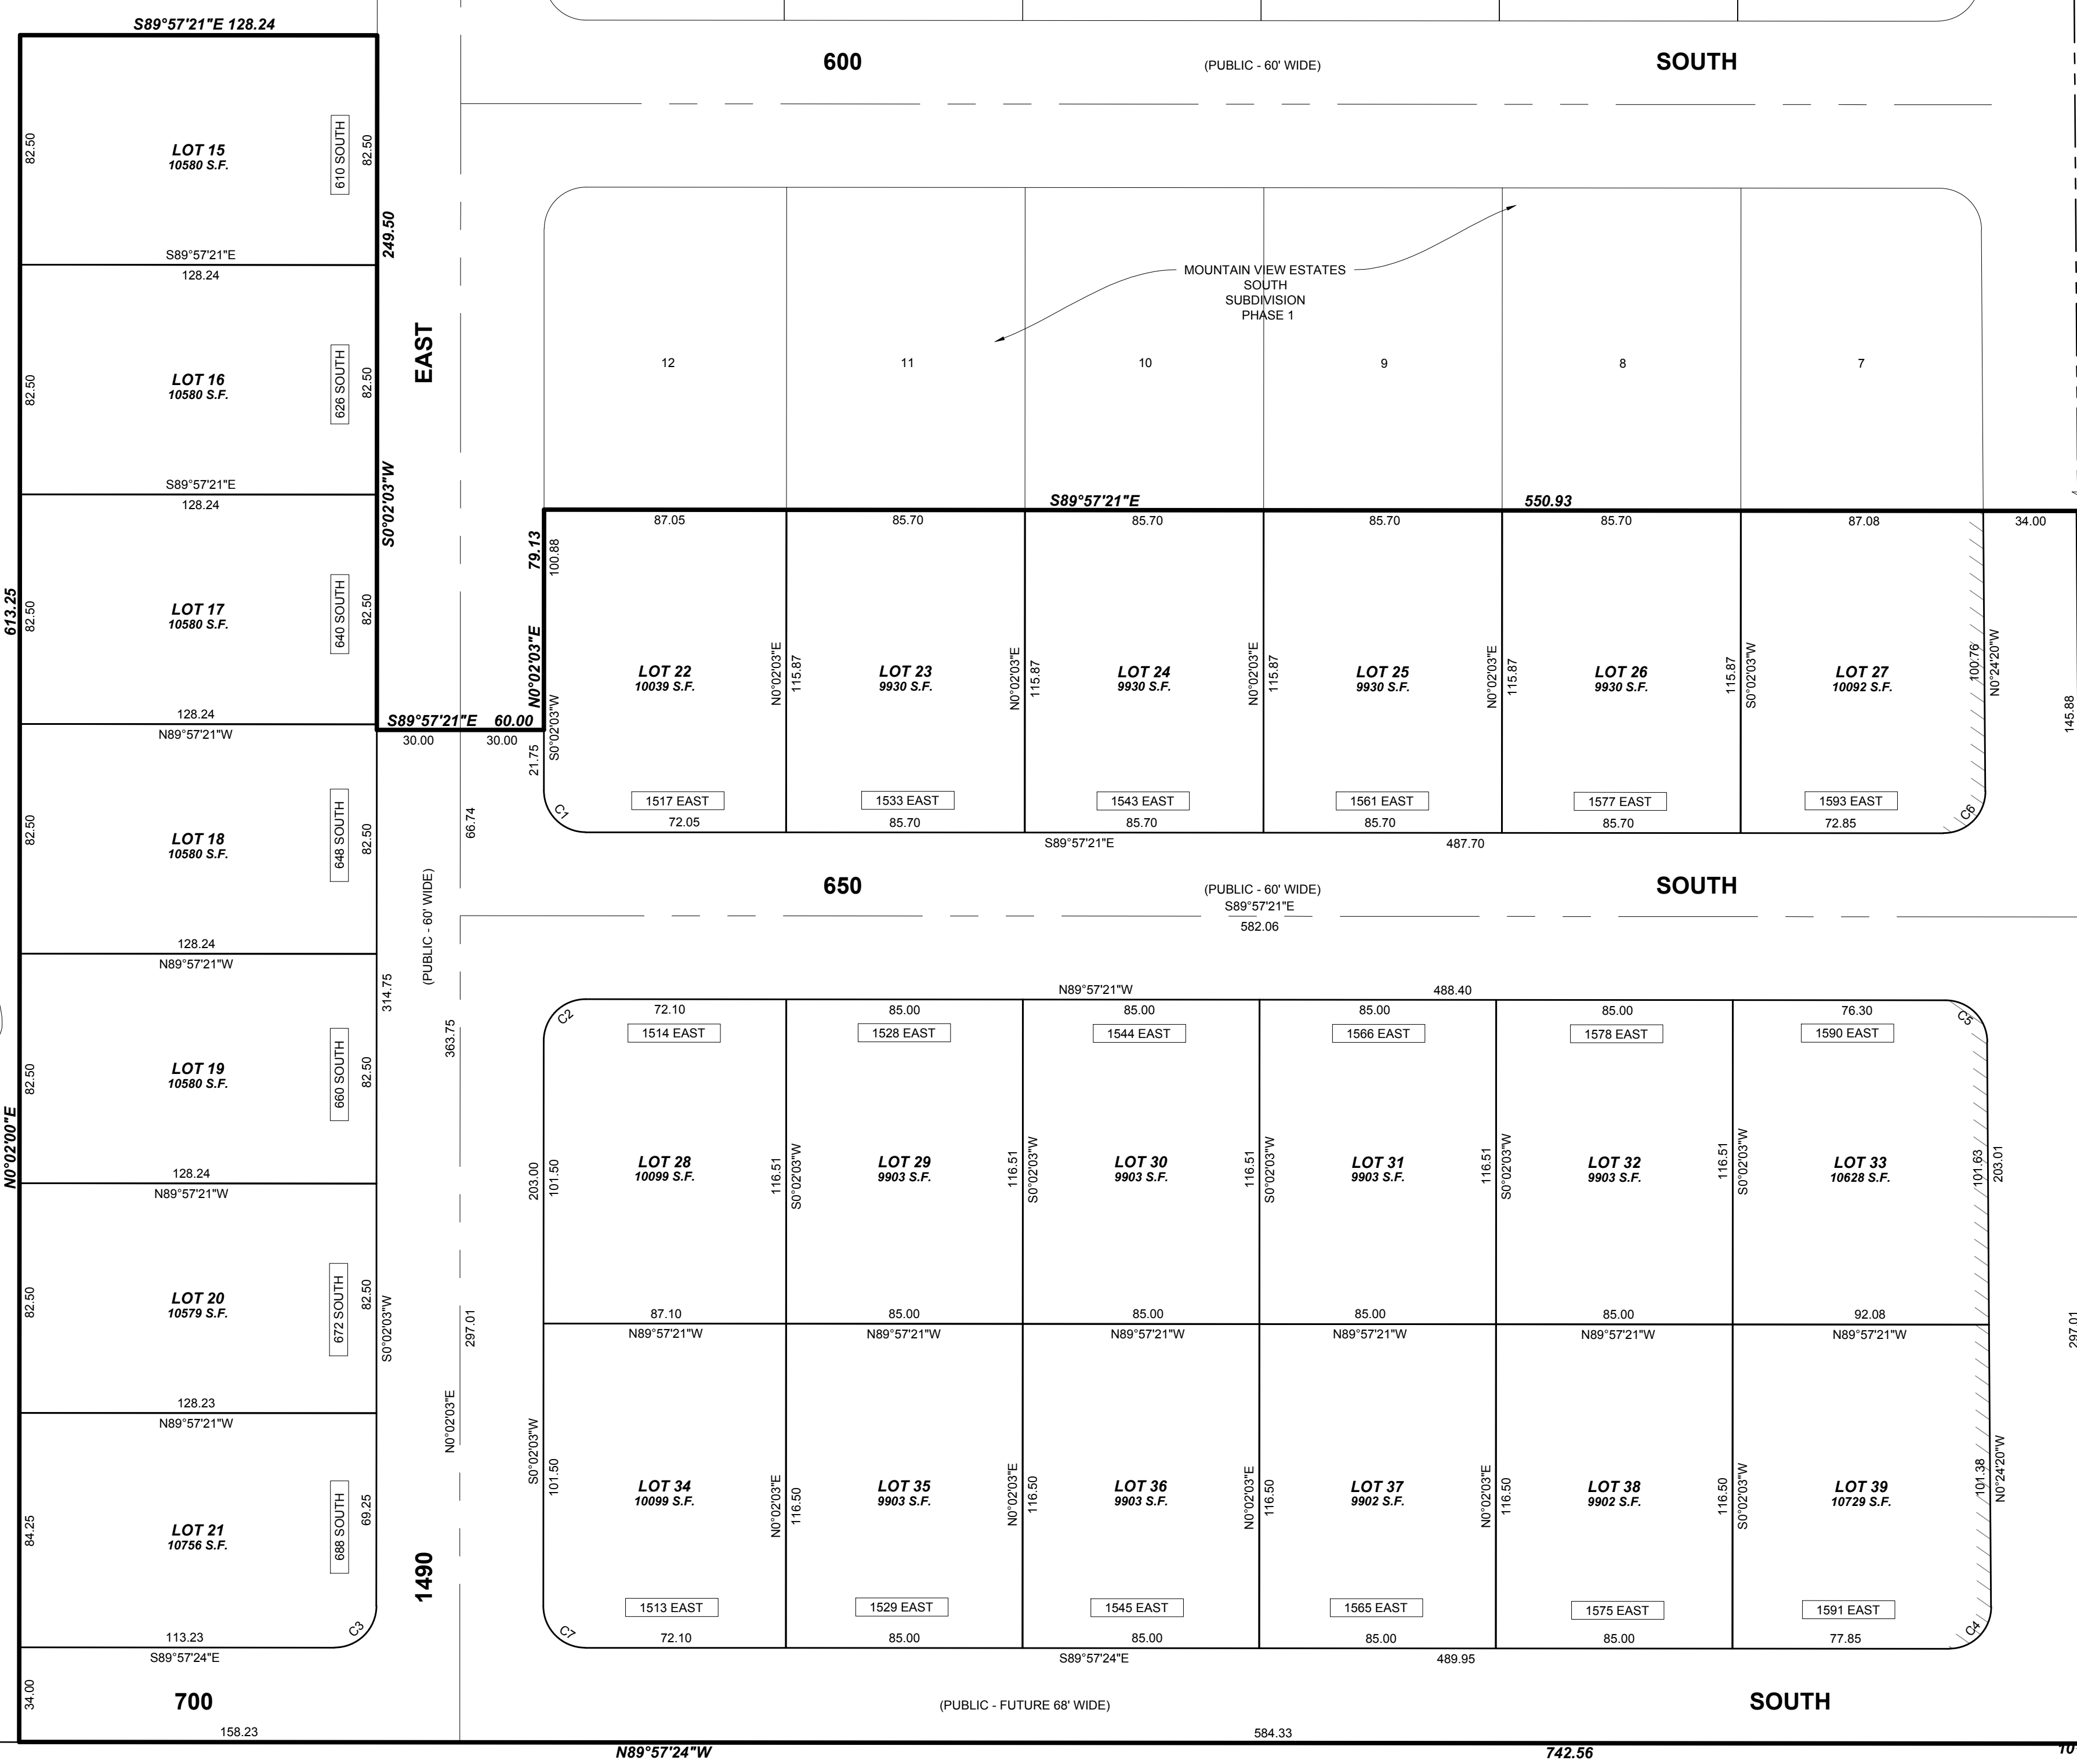 S89°57'21"E 128.24
600
(PUBLIC - 60' WIDE)
SOUTH
82.50
LOT 15
10580 S.F.
610 SOUTH
82.50
249.50
S89°57'21"E
128.24
82.50
LOT 16
10580 S.F.
626 SOUTH
82.50
EAST
S0°02'03"W
S89°57'21"E
128.24
613.25
82.50
LOT 17
10580 S.F.
640 SOUTH
82.50
128.24
N89°57'21"W
S89°57'21"E 60.00
30.00
30.00
MOUNTAIN VIEW ESTATES
SOUTH
SUBDIVISION
PHASE 1
12
11
10
9
8
7
S89°57'21"E
550.93
87.05
85.70
85.70
85.70
85.70
87.08
34.00
79.13
100.88
N0°02'03"E
S0°02'03"W
21.75
LOT 22
10039 S.F.
N0°02'03"E
115.87
LOT 23
9930 S.F.
N0°02'03"E
115.87
LOT 24
9930 S.F.
N0°02'03"E
115.87
LOT 25
9930 S.F.
N0°02'03"E
115.87
LOT 26
9930 S.F.
115.87
S0°02'03"W
LOT 27
10092 S.F.
100.76
N0°24'20"W
145.88
C1
1517 EAST
1533 EAST
1543 EAST
1561 EAST
1577 EAST
1593 EAST
C6
72.05
85.70
85.70
85.70
85.70
72.85
S89°57'21"E
487.70
82.50
LOT 18
10580 S.F.
648 SOUTH
82.50
66.74
(PUBLIC - 60' WIDE)
650
(PUBLIC - 60' WIDE)
SOUTH
S89°57'21"E
582.06
128.24
N89°57'21"W
314.75
363.75
82.50
LOT 19
10580 S.F.
660 SOUTH
82.50
128.24
N89°57'21"W
N0°02'00"E
N89°57'21"W
488.40
C2
72.10
85.00
85.00
85.00
85.00
76.30
C5
1514 EAST
1528 EAST
1544 EAST
1566 EAST
1578 EAST
1590 EAST
203.00
101.50
LOT 28
10099 S.F.
116.51
S0°02'03"W
LOT 29
9903 S.F.
116.51
S0°02'03"W
LOT 30
9903 S.F.
116.51
S0°02'03"W
LOT 31
9903 S.F.
116.51
S0°02'03"W
LOT 32
9903 S.F.
116.51
S0°02'03"W
LOT 33
10628 S.F.
101.63
203.01
82.50
LOT 20
10579 S.F.
672 SOUTH
82.50
S0°02'03"W
297.01
297.01
128.23
N89°57'21"W
87.10
85.00
85.00
85.00
85.00
92.08
N89°57'21"W
N89°57'21"W
N89°57'21"W
N89°57'21"W
N89°57'21"W
N89°57'21"W
N0°02'03"E
S0°02'03"W
101.50
LOT 34
10099 S.F.
N0°02'03"E
116.50
LOT 35
9903 S.F.
N0°02'03"E
116.50
LOT 36
9903 S.F.
N0°02'03"E
116.50
LOT 37
9902 S.F.
N0°02'03"E
116.50
LOT 38
9902 S.F.
116.50
S0°02'03"W
LOT 39
10729 S.F.
101.38
N0°24'20"W
84.25
LOT 21
10756 S.F.
688 SOUTH
69.25
1490
C3
113.23
S89°57'24"E
C7
1513 EAST
1529 EAST
1545 EAST
1565 EAST
1575 EAST
1591 EAST
C4
72.10
85.00
85.00
85.00
85.00
77.85
S89°57'24"E
489.95
34.00
700
(PUBLIC - FUTURE 68' WIDE)
SOUTH
158.23
584.33
N89°57'24"W
742.56